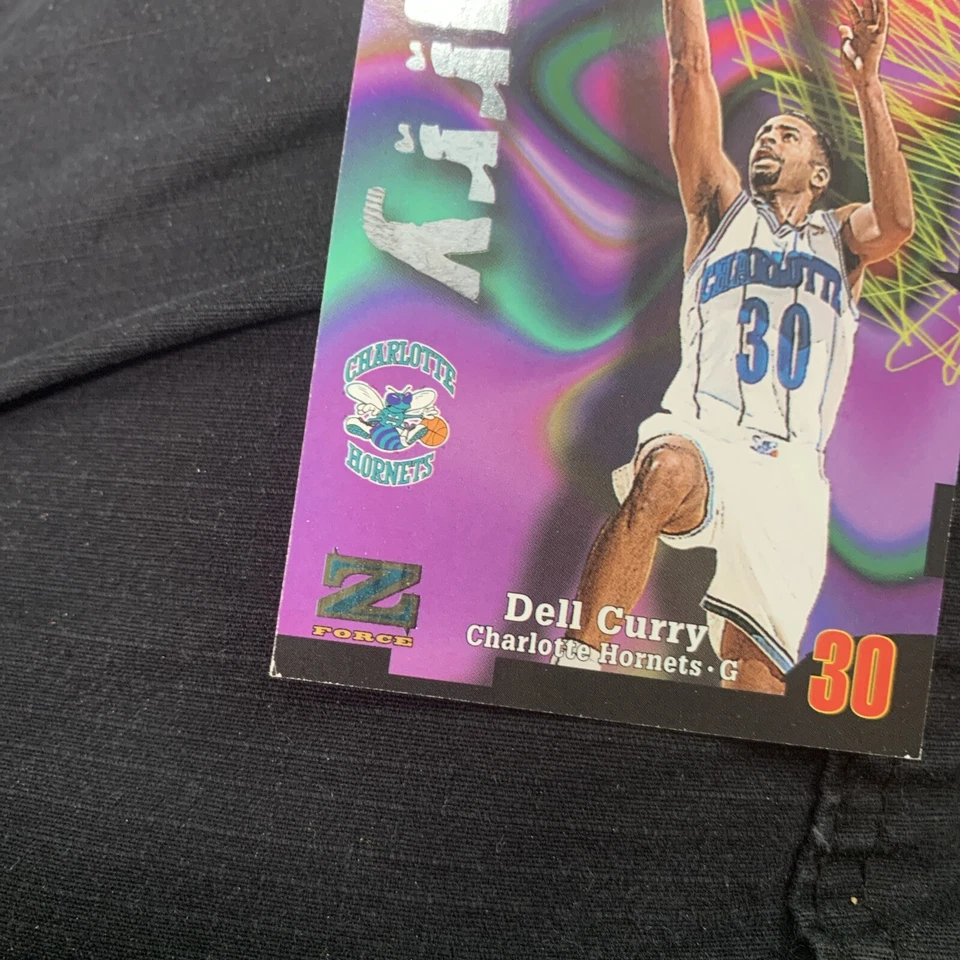 CHARLOTTE
30
CHARLOTTE
HORNETS
Z
FORCE
Dell Curry
Charlotte Hornets · G
30